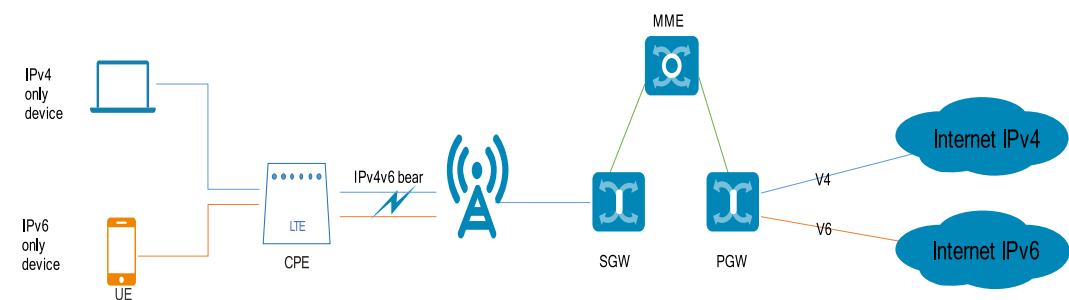 MME
IPv4
only
device
Internet IPv4
IPv4v6 bear
V4
IPv6
only
device
LTE
V6
Internet IPv6
CPE
SGW
PGW
UE